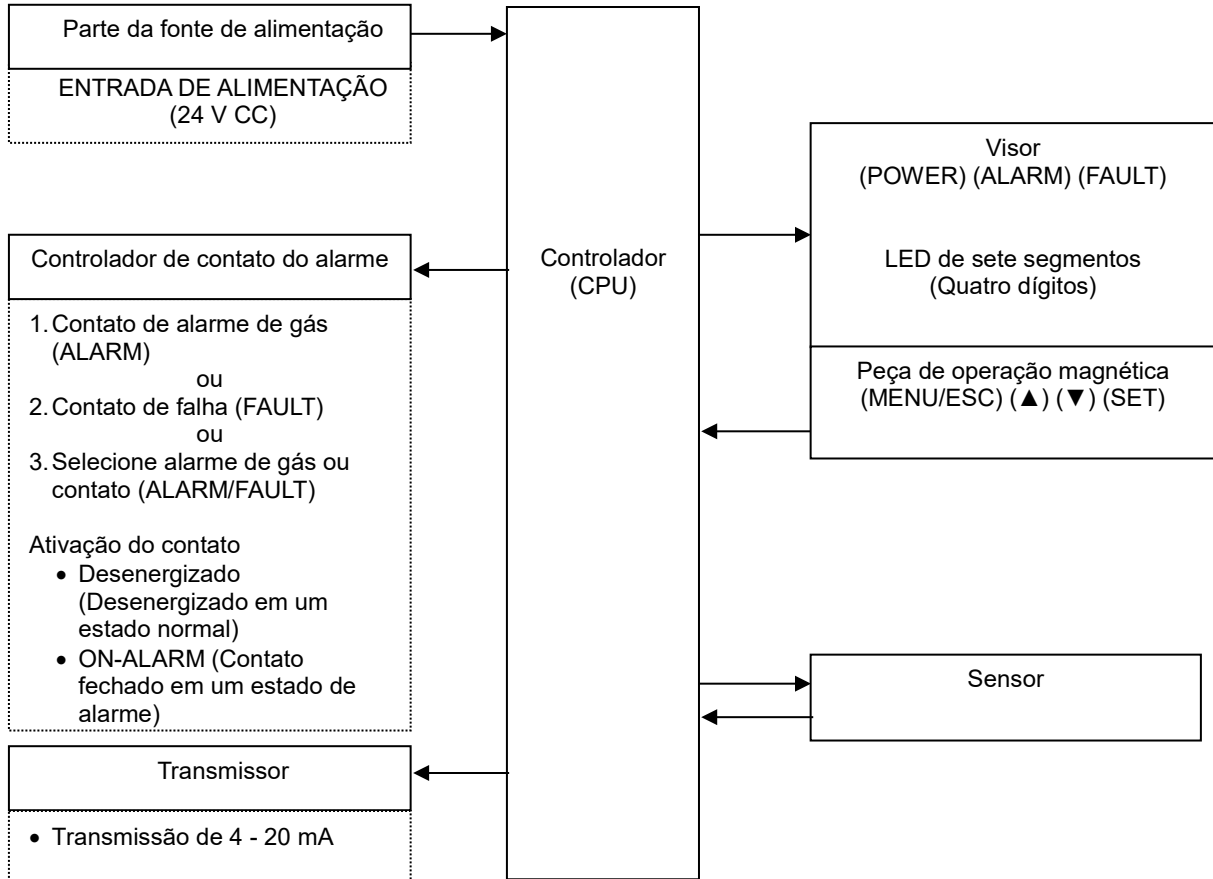 Parte da fonte de alimentação
ENTRADA DE ALIMENTAÇÃO
(24 V CC)
Controlador de contato do alarme
1. Contato de alarme de gás
(ALARM)
ou
2. Contato de falha (FAULT)
ou
3. Selecione alarme de gás ou
contato (ALARM/FAULT)
Ativação do contato
• Desenergizado
(Desenergizado em um
estado normal)
• ON-ALARM (Contato
fechado em um estado de
alarme)
Transmissor
• Transmissão de 4 - 20 mA
Controlador
(CPU)
Visor
(POWER) (ALARM) (FAULT)
LED de sete segmentos
(Quatro dígitos)
Peça de operação magnética
(MENU/ESC) (▲) (▼) (SET)
Sensor